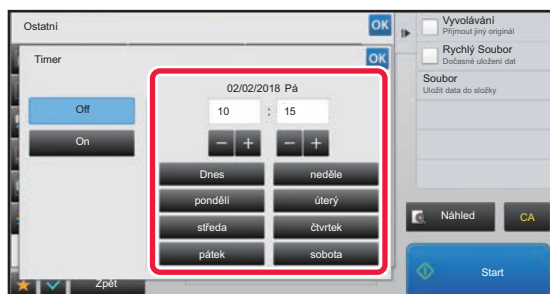 Ostatní
OK
Timer
OK
02/02/2018 Pá
10 : 15
Off
On
Dnes
neděle
pondělí
úterý
středa
čtvrtek
pátek
sobota
Zpět
Vyvolávání
Přijmout jiný originál
Rychlý Soubor
Dočasné uložení dat
Soubor
Uložit data do složky
Náhled
CA
Start